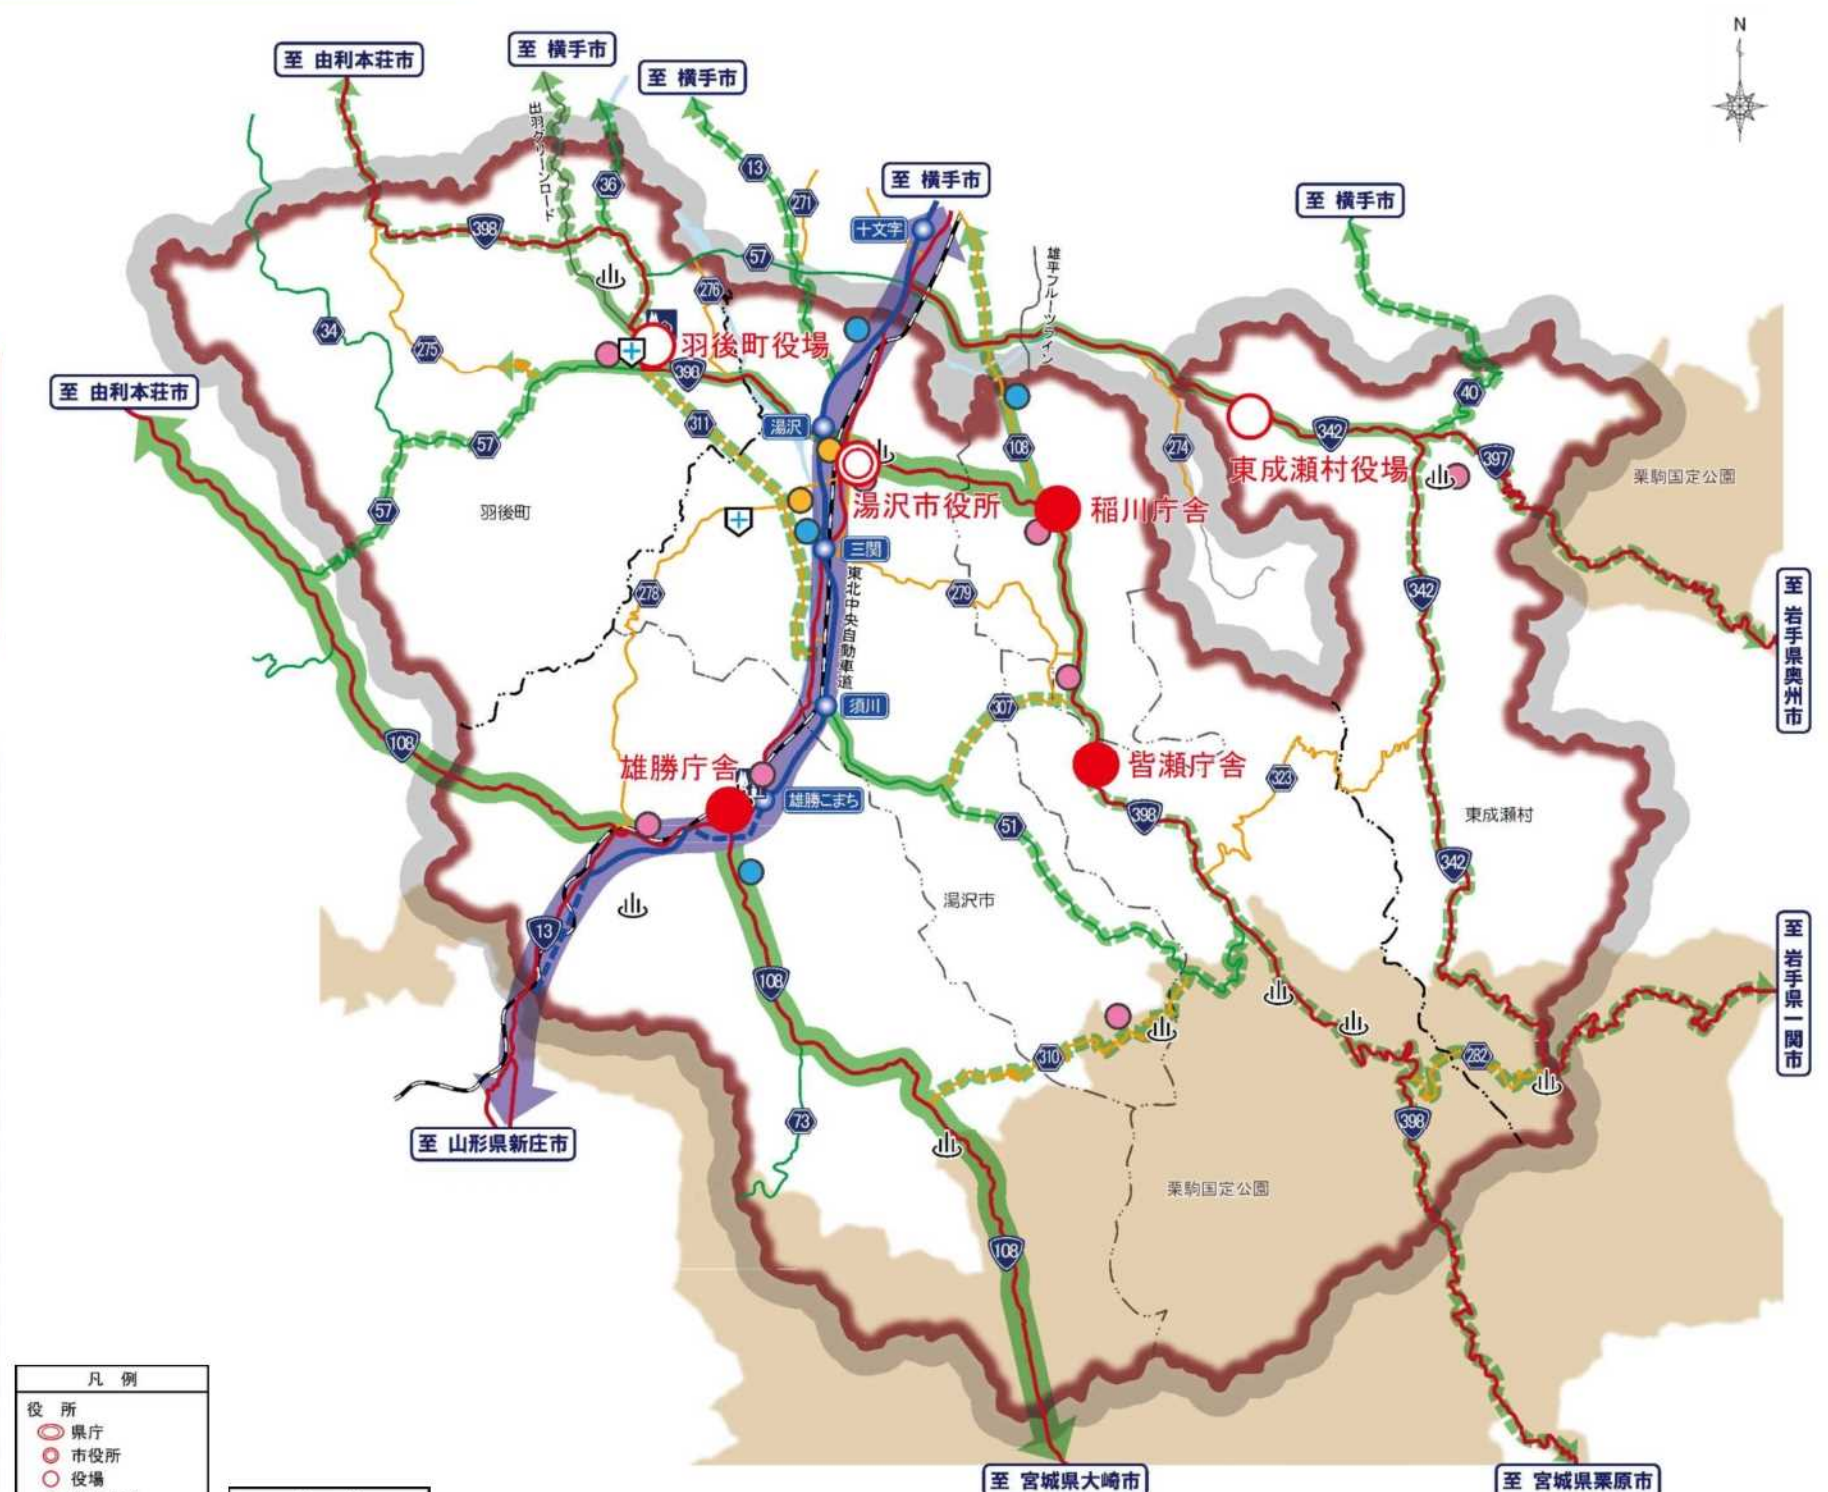 N
至 由利本荘市
至 横手市
至 横手市
出羽グリーンロード
36
13
271
至 横手市
十文字
至 横手市
398
57
雄平フルーツライン
276
34
275
羽後町役場
398
至 由利本荘市
40
311
湯沢
108
274
342
397
57
東成瀬村役場
栗駒国定公園
湯沢市役所
稲川庁舎
57
羽後町
三関
東北中央自動車道
278
279
342
至 岩手県奥州市
須川
307
108
雄勝庁舎
皆瀬庁舎
323
雄勝こまち
398
東成瀬村
51
342
湯沢市
13
108
至 岩手県一関市
310
282
73
398
至 山形県新庄市
栗駒国定公園
108
凡 例
役 所
県庁
市役所
役場
至 宮城県大崎市
至 宮城県栗原市